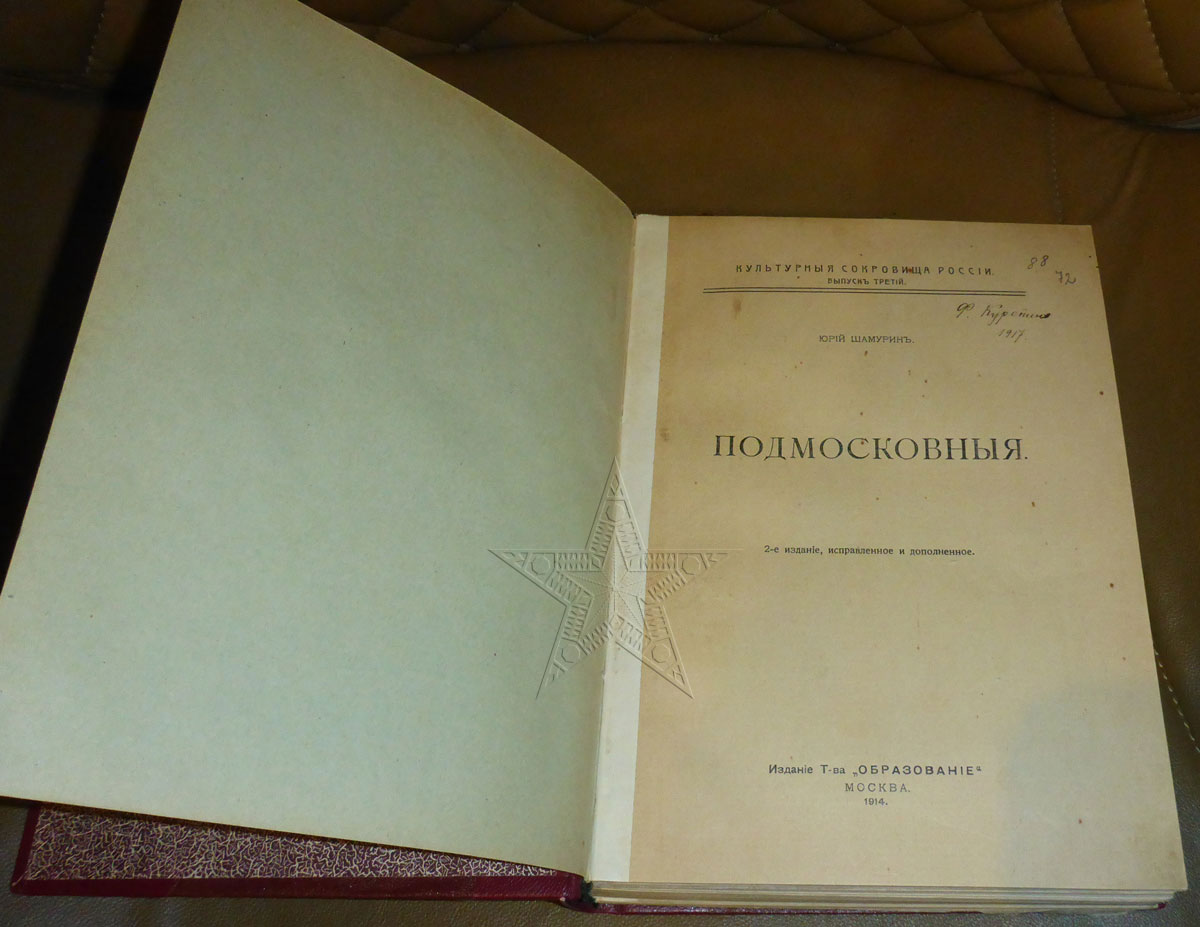 КУЛЬТУРНЫЯ СОКРОВИЩА РОССІИ.
ВЫПУСКЪ ТРЕТІЙ.
88
72
Ф.
1917
ЮРІЙ ШАМУРИНЪ.
ПОДМОСКОВНЫЯ.
2-е изданіе, исправленное и дополненное.
Изданіе Т-ва „ОБРАЗОВАНІЕ“
МОСКВА.
1914.